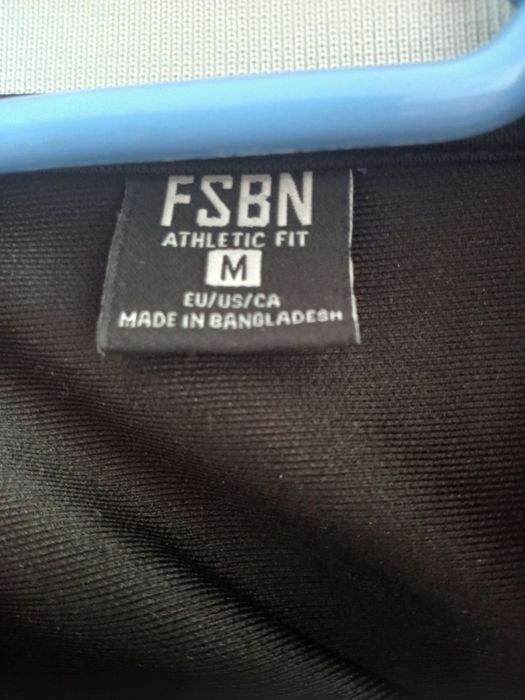 FSBN
ATHLETIC FIT
M
EU/US/CA
MADE IN BANGLADESH